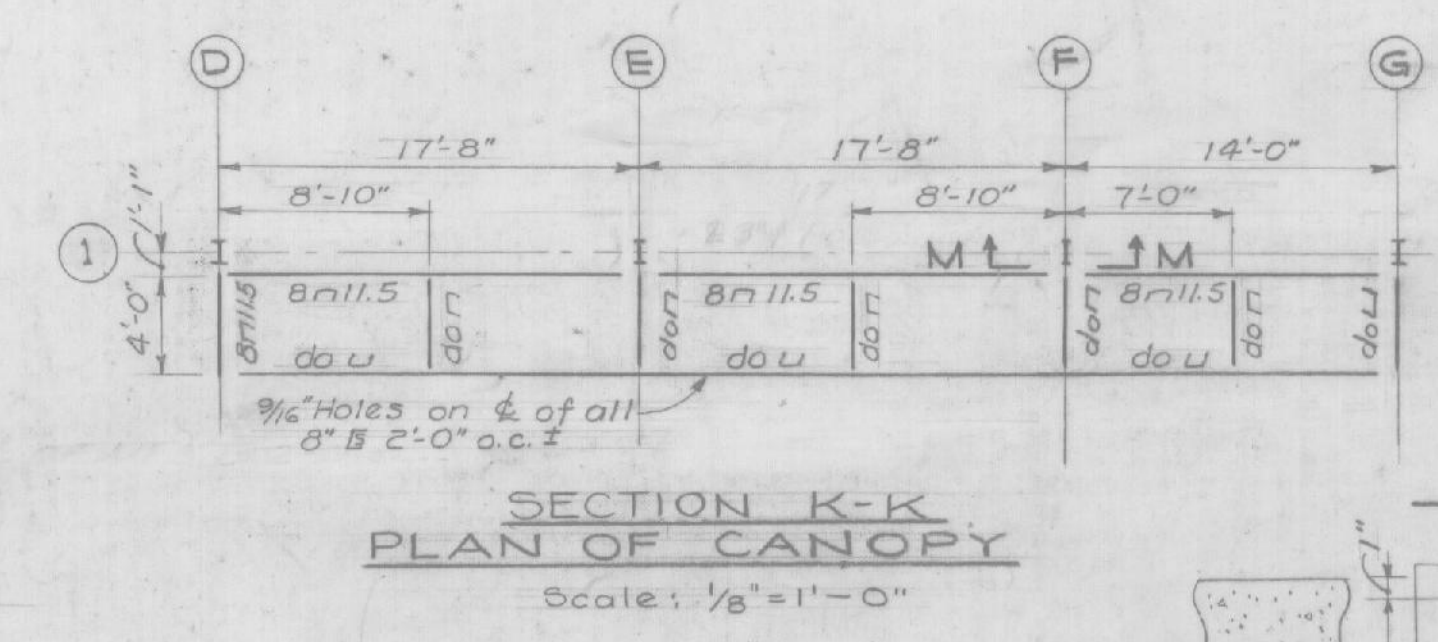 D E F G
17'-8" 17'-8" 14'-0"
8'-10" 8'-10" 7'-0"
1'-1"
1
M M
4'-0"
8⊓11.5 8⊓11.5 do ⊓ do ⊓ 8⊓11.5 do ⊓ do ⊓ 8⊓11.5 do ⊓ do ⊔
do ⊔ do ⊔ do ⊔
9/16" Holes on ℄ of all
8" [s 2'-0" o.c. ±
SECTION K-K
PLAN OF CANOPY
Scale: 1/8"=1'-0"
1"